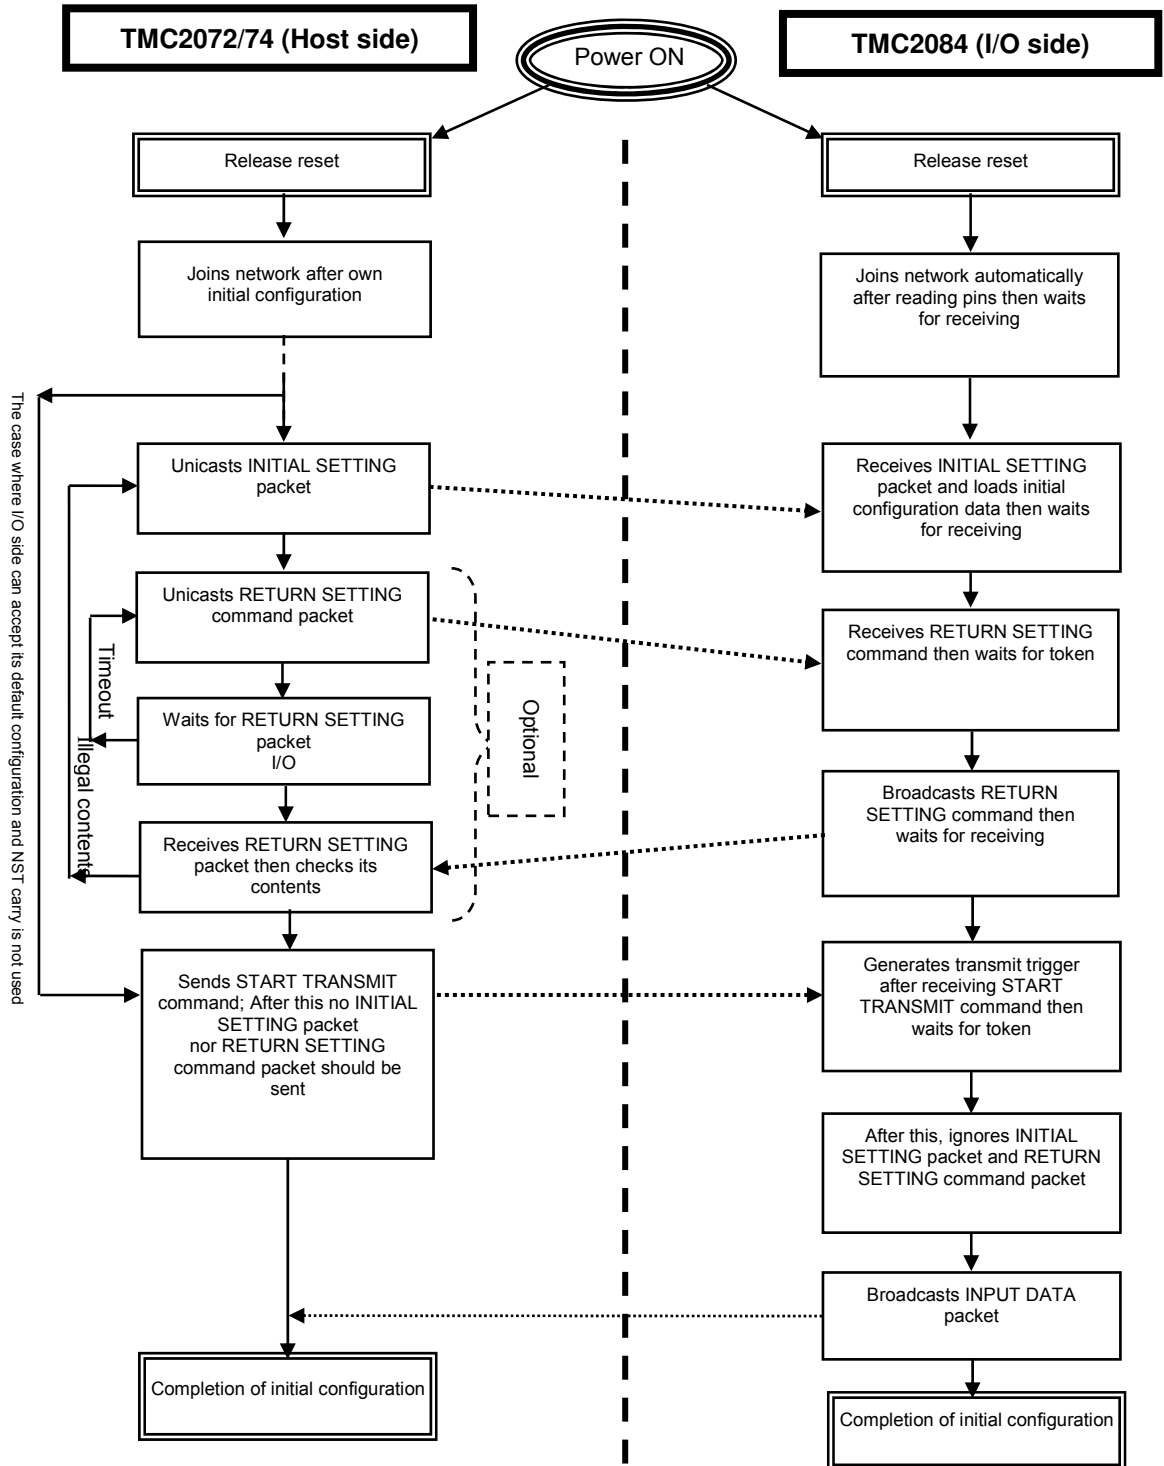 TMC2072/74 (Host side)
Power ON
TMC2084 (I/O side)
Release reset
Release reset
Joins network after own
initial configuration
Joins network automatically
after reading pins then waits
for receiving
The case where I/O side can accept its default configuration and NST carry is not used
Unicasts INITIAL SETTING
packet
Receives INITIAL SETTING
packet and loads initial
configuration data then waits
for receiving
Unicasts RETURN SETTING
command packet
Receives RETURN SETTING
command then waits for token
Timeout
Optional
Waits for RETURN SETTING
packet
I/O
Illegal contents
Broadcasts RETURN
SETTING command then
waits for receiving
Receives RETURN SETTING
packet then checks its
contents
Sends START TRANSMIT
command; After this no INITIAL
SETTING packet
nor RETURN SETTING
command packet should be
sent
Generates transmit trigger
after receiving START
TRANSMIT command then
waits for token
After this, ignores INITIAL
SETTING packet and RETURN
SETTING command packet
Broadcasts INPUT DATA
packet
Completion of initial configuration
Completion of initial configuration